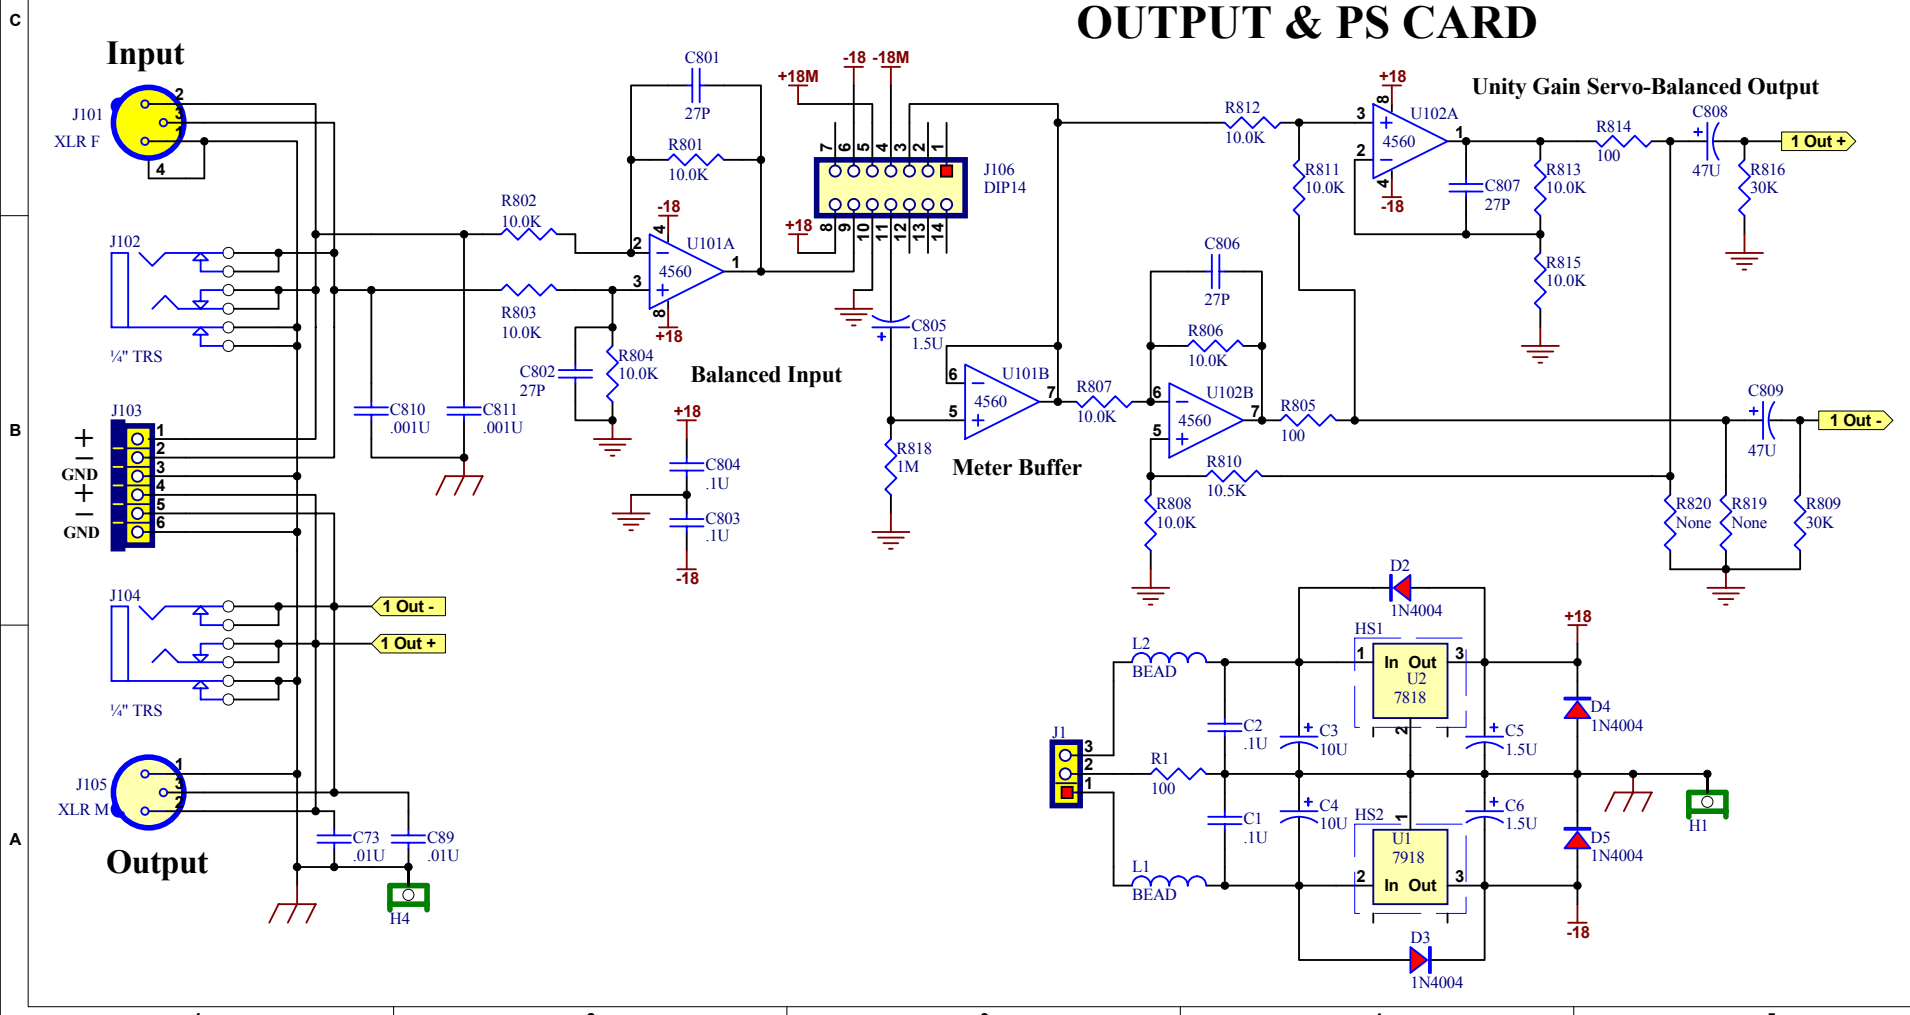 OUTPUT & PS CARD
C
Input
J101
XLR F
2
3
1
4
C801
27P
R801
10.0K
R802
10.0K
R803
10.0K
-18
4
2
3
1
8
+18
U101A
4560
C802
27P
R804
10.0K
Balanced Input
+18
C804
.1U
C803
.1U
-18
+18M
-18
-18M
7
6
5
4
3
2
1
J106
DIP14
+18
8
9
10
11
12
13
14
C805
+
1.5U
R818
1M
6
5
7
U101B
4560
Meter Buffer
R807
10.0K
C806
27P
R806
10.0K
6
5
7
U102B
4560
R805
100
R810
10.5K
R808
10.0K
R812
10.0K
R811
10.0K
+18
8
3
2
1
4
-18
U102A
4560
C807
27P
R813
10.0K
R815
10.0K
Unity Gain Servo-Balanced Output
R814
100
C808
+
47U
R816
30K
1 Out +
C809
+
47U
1 Out -
R820
None
R819
None
R809
30K
J102
¼" TRS
B
J103
+
−
GND
+
−
GND
1
2
3
4
5
6
C810
.001U
C811
.001U
J104
¼" TRS
1 Out -
1 Out +
J105
XLR M
1
3
2
Output
C73
.01U
C89
.01U
H4
A
J1
3
2
1
L2
BEAD
R1
100
L1
BEAD
C2
.1U
C1
.1U
C3
+
10U
C4
+
10U
D2
1N4004
HS1
1
In Out
3
U2
7818
2
HS2
1
U1
7918
2
In Out
3
D3
1N4004
C5
+
1.5U
C6
+
1.5U
+18
D4
1N4004
D5
1N4004
-18
H1